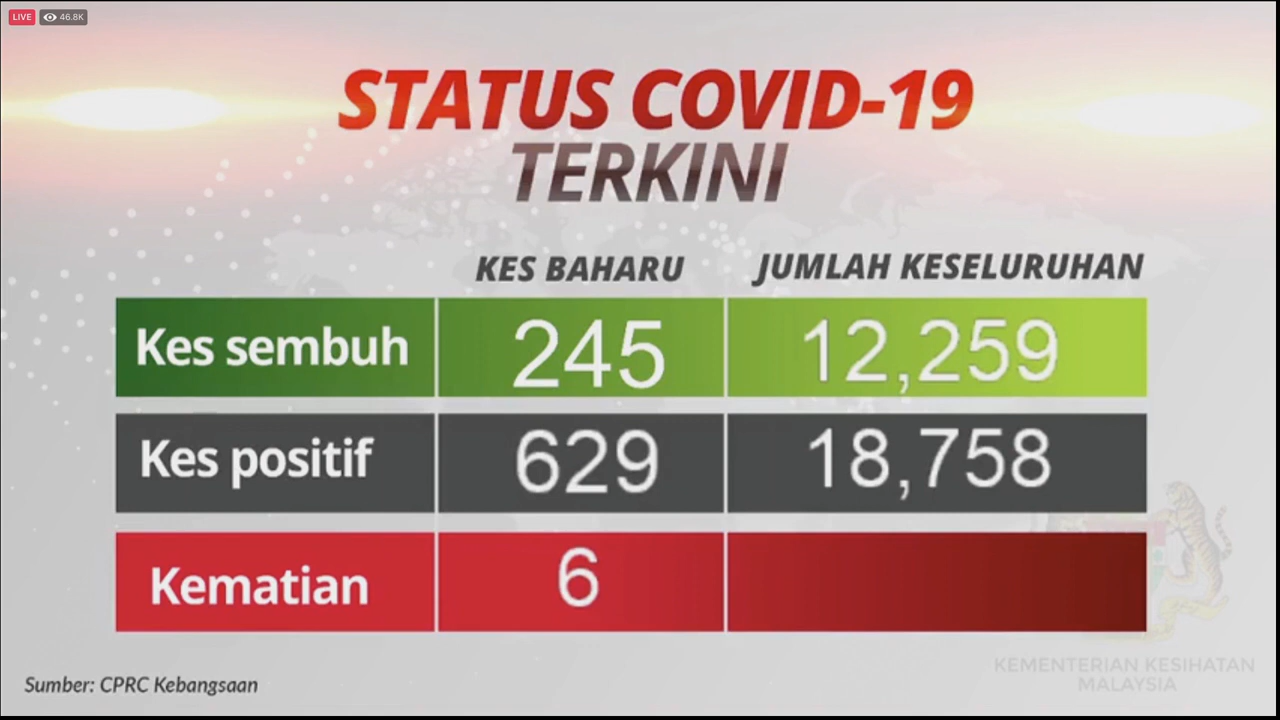 LIVE 46.8K
STATUS COVID-19
TERKINI
KES BAHARU JUMLAH KESELURUHAN
Kes sembuh 245 12,259
Kes positif 629 18,758
Kematian 6
KEMENTERIAN KESIHATAN
MALAYSIA
Sumber: CPRC Kebangsaan